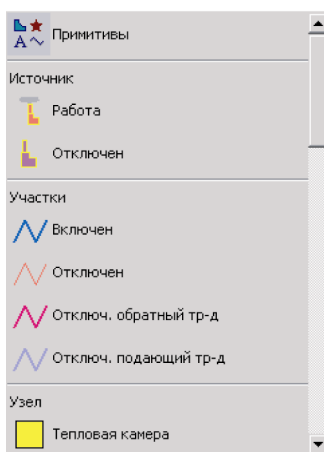 Примитивы
Источник
Работа
Отключен
Участки
Включен
Отключен
Отключ. обратный тр-д
Отключ. подающий тр-д
Узел
Тепловая камера